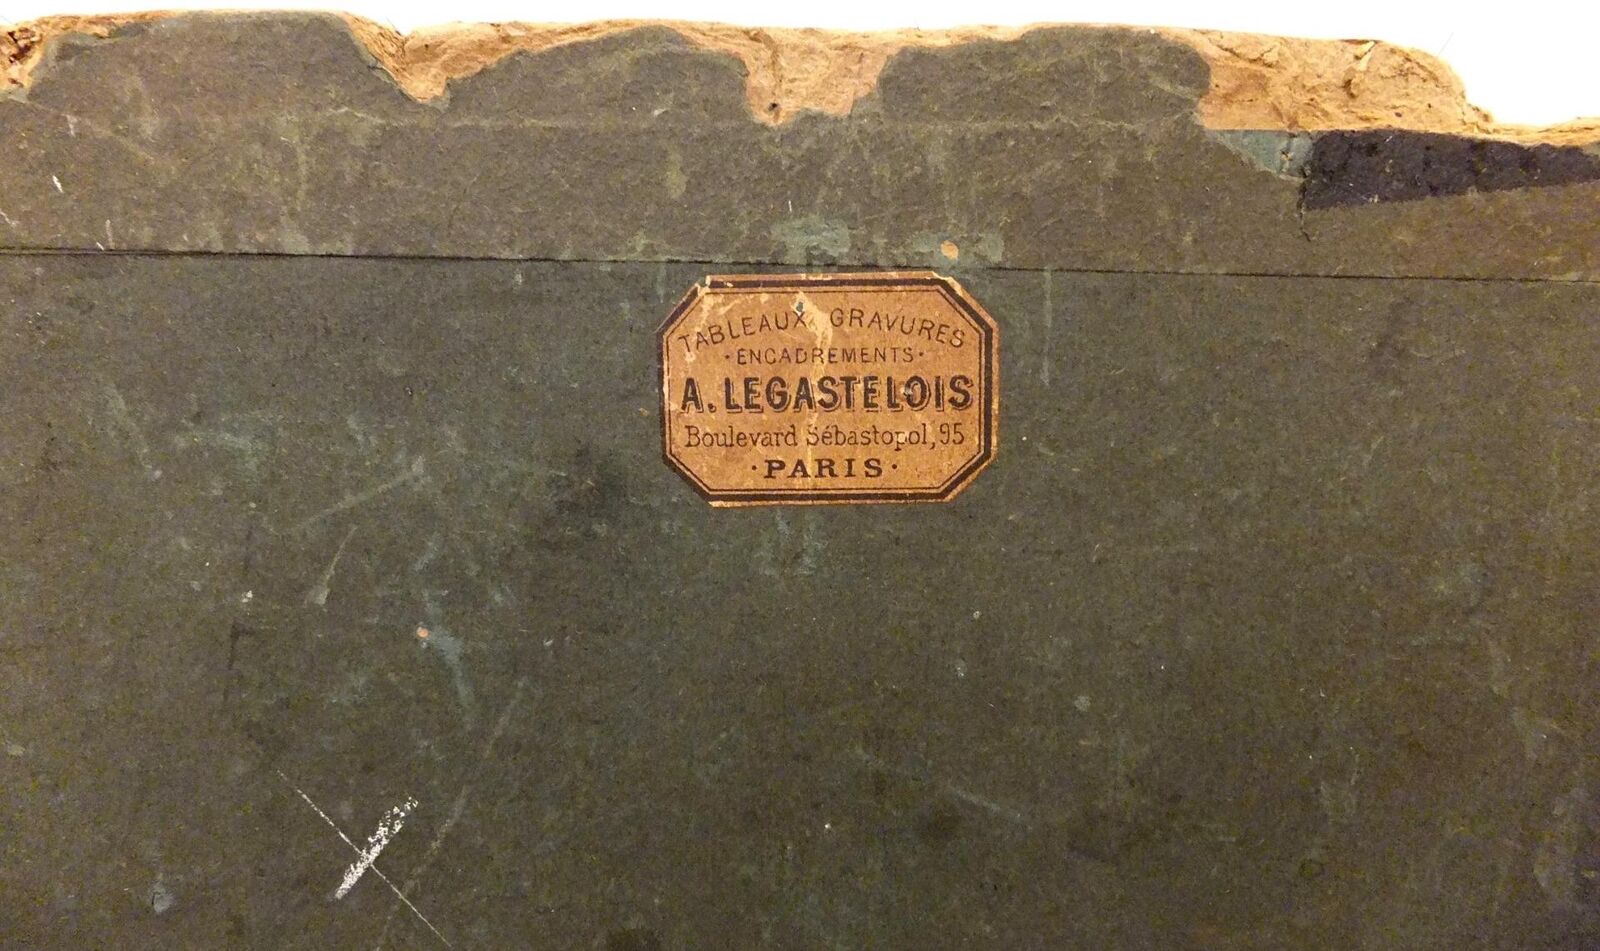 TABLEAUX, GRAVURES
·ENCADREMENTS·
A. LEGASTELOIS
Boulevard Sébastopol, 95
·PARIS·